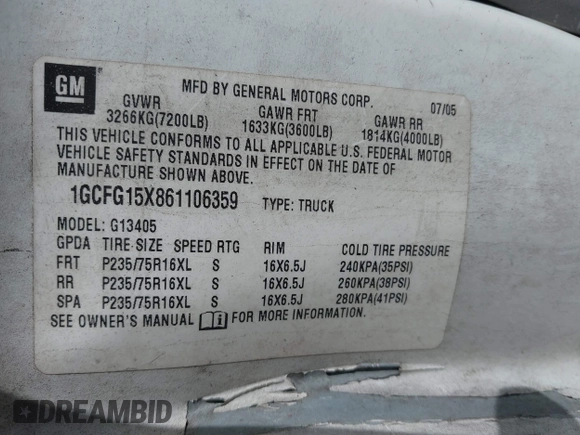 GM
MFD BY GENERAL MOTORS CORP. 07/05
GVWR GAWR FRT GAWR RR
3266KG(7200LB) 1633KG(3600LB) 1814KG(4000LB)
THIS VEHICLE CONFORMS TO ALL APPLICABLE U.S. FEDERAL MOTOR
VEHICLE SAFETY STANDARDS IN EFFECT ON THE DATE OF
MANUFACTURE SHOWN ABOVE.
1GCFG15X861106359 TYPE: TRUCK
MODEL: G13405
GPDA TIRE SIZE SPEED RTG RIM COLD TIRE PRESSURE
FRT P235/75R16XL S 16X6.5J 240KPA(35PSI)
RR P235/75R16XL S 16X6.5J 260KPA(38PSI)
SPA P235/75R16XL S 16X6.5J 280KPA(41PSI)
SEE OWNER'S MANUAL FOR MORE INFORMATION.
DREAMBID